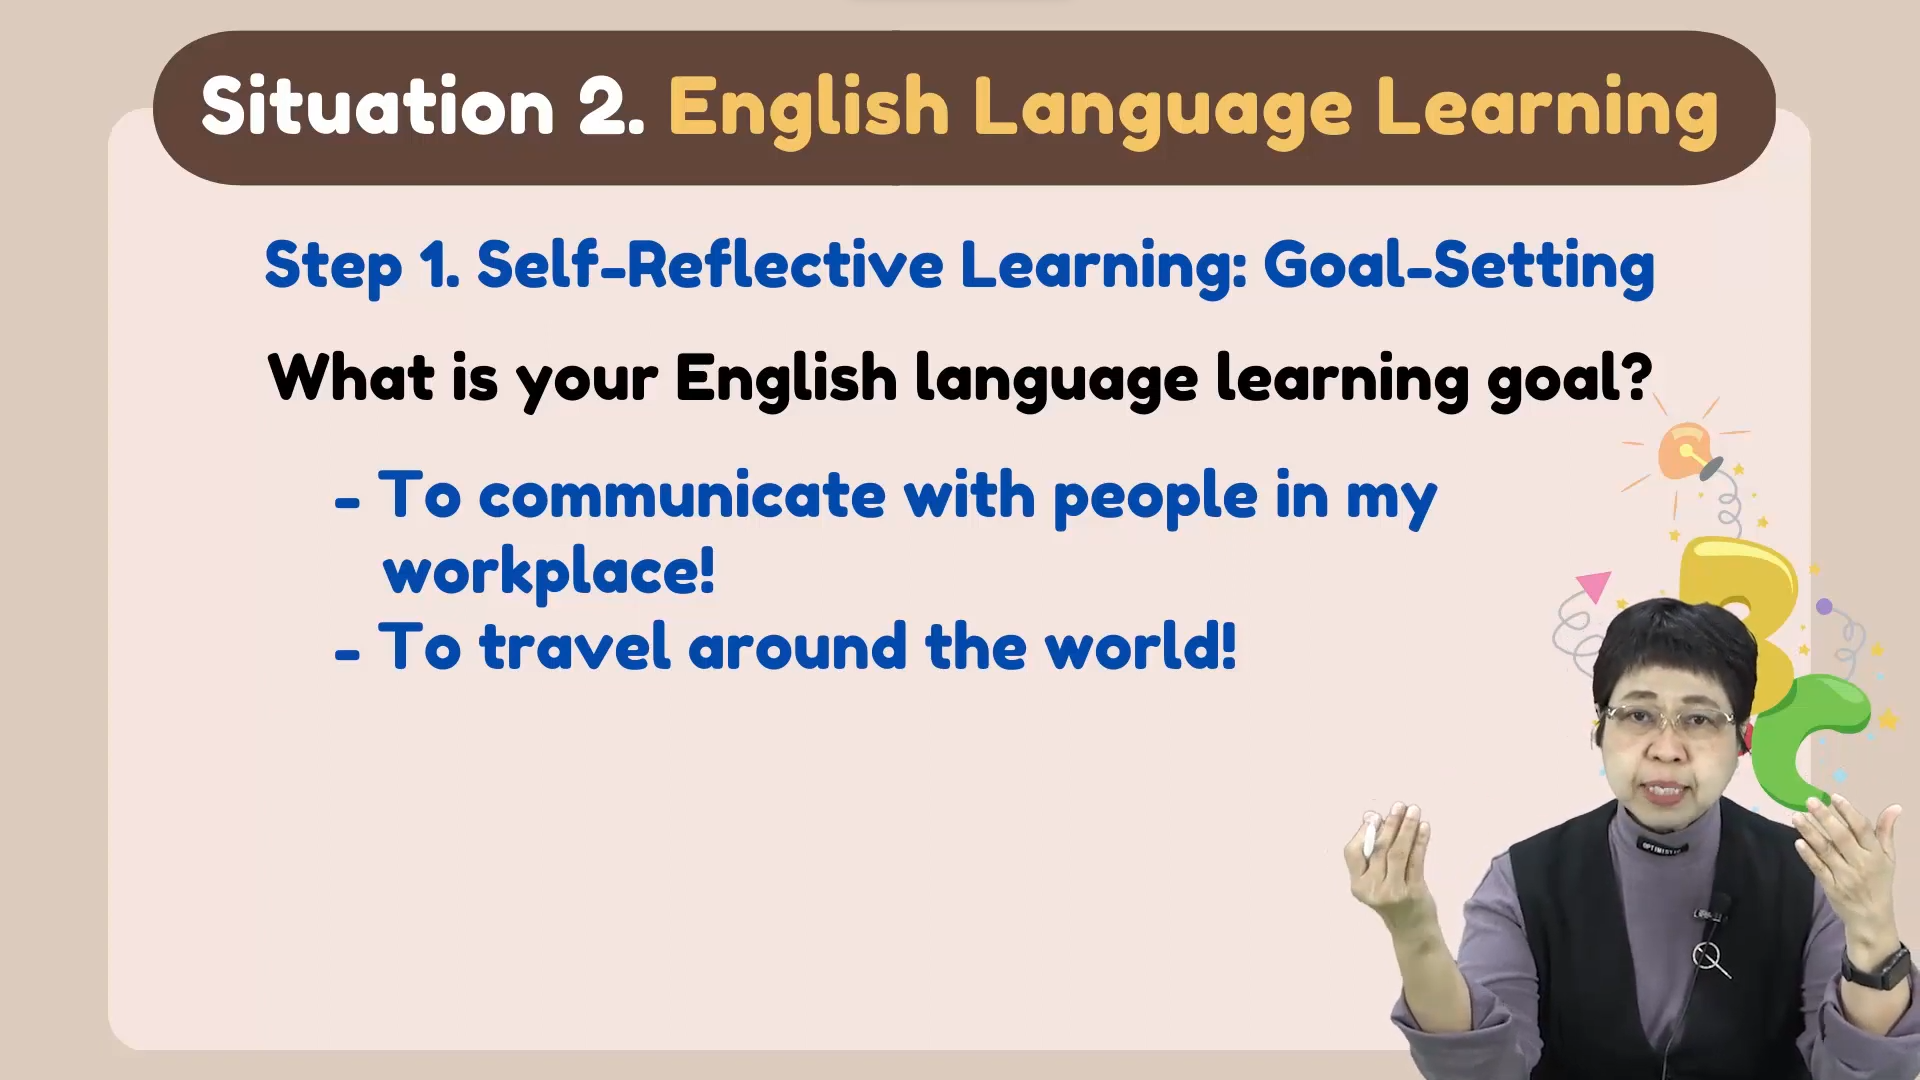 Situation 2. English Language Learning
Step 1. Self-Reflective Learning: Goal-Setting
What is your English language learning goal?
- To communicate with people in my
workplace!
- To travel around the world!